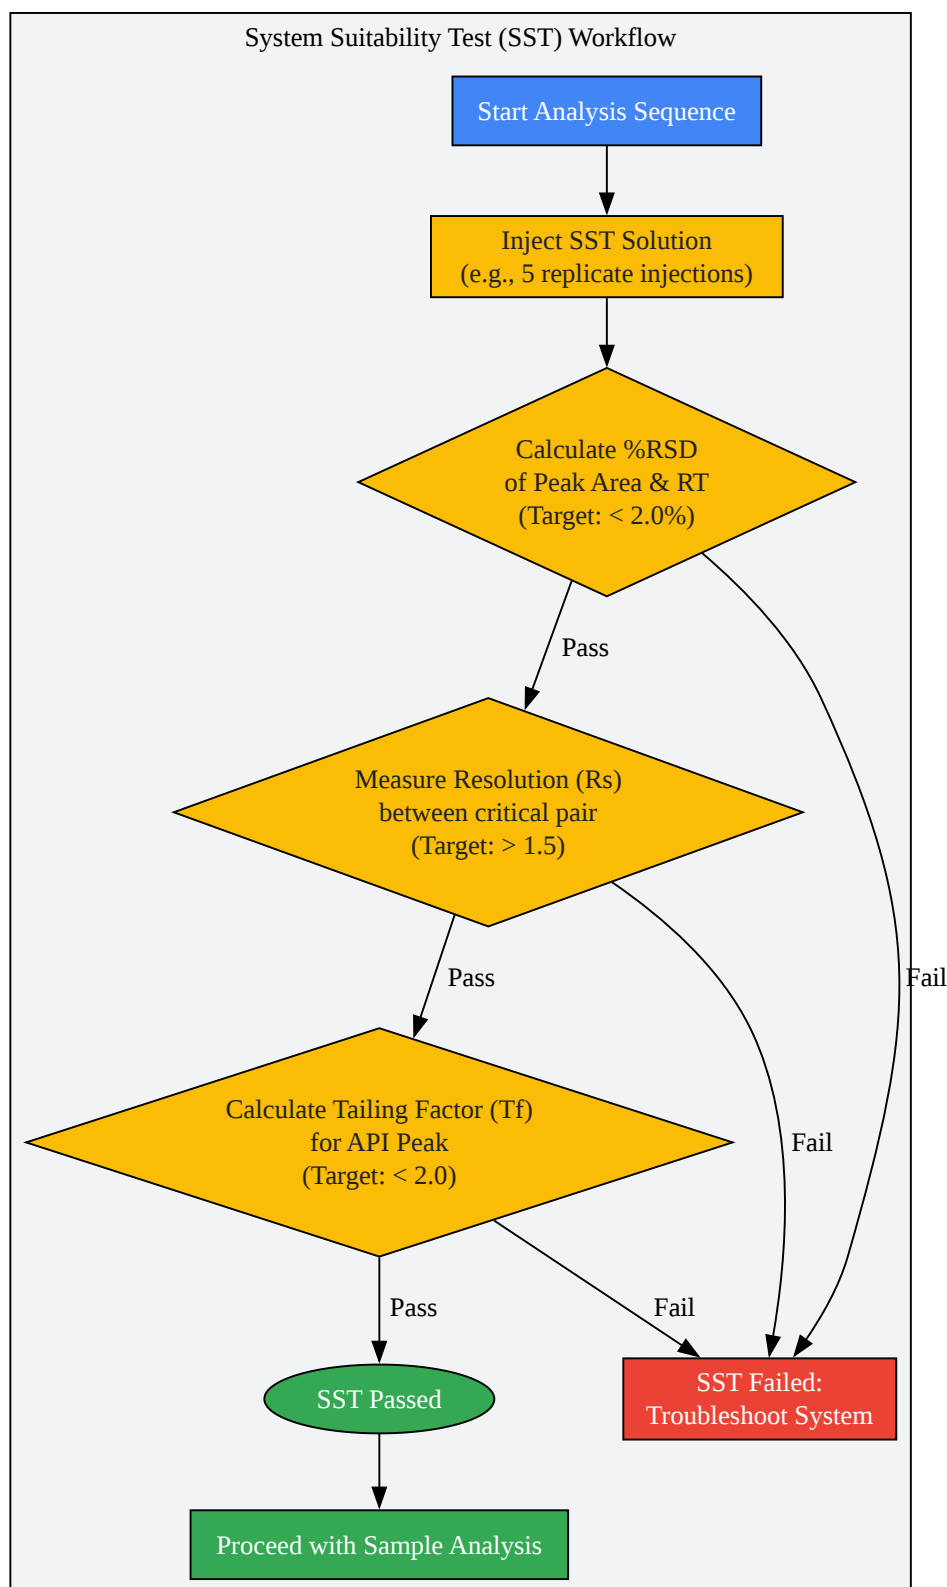 System Suitability Test (SST) Workflow
Start Analysis Sequence
Inject SST Solution
(e.g., 5 replicate injections)
Calculate %RSD
of Peak Area & RT
(Target: < 2.0%)
Pass
Measure Resolution (Rs)
between critical pair
(Target: > 1.5)
Pass
Fail
Calculate Tailing Factor (Tf)
for API Peak
(Target: < 2.0)
Fail
Pass
Fail
SST Passed
SST Failed:
Troubleshoot System
Proceed with Sample Analysis